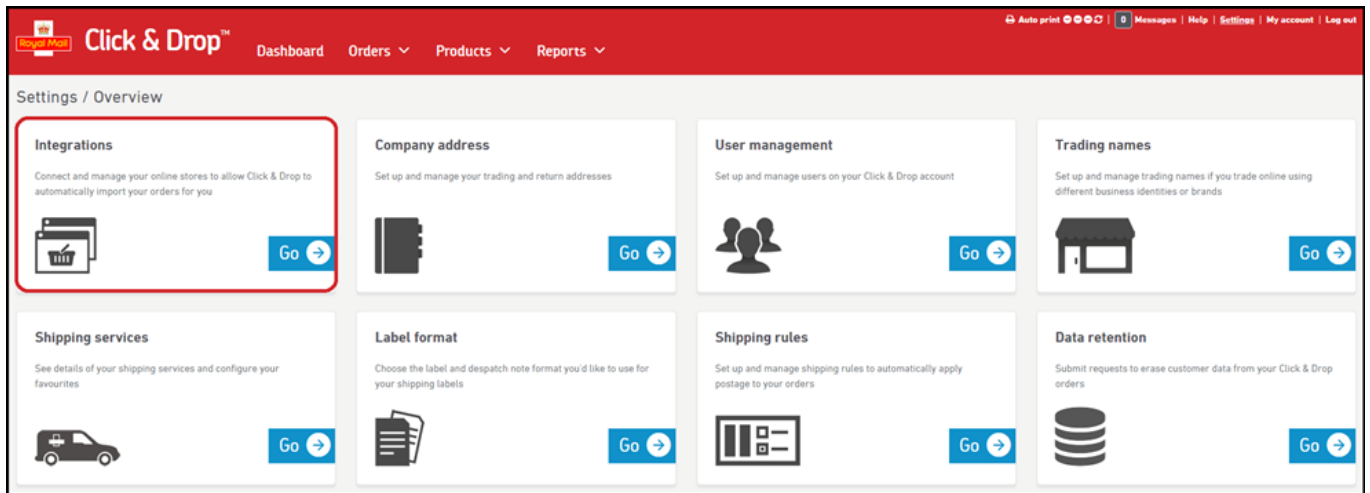 Auto print | 0 Messages | Help | Settings | My account | Log out
Royal Mail Click & Drop™ Dashboard Orders Products Reports
Settings / Overview
Integrations
Connect and manage your online stores to allow Click & Drop to
automatically import your orders for you
Go
Company address
Set up and manage your trading and return addresses
Go
User management
Set up and manage users on your Click & Drop account
Go
Trading names
Set up and manage trading names if you trade online using
different business identities or brands
Go
Shipping services
See details of your shipping services and configure your
favourites
Go
Label format
Choose the label and despatch note format you'd like to use for
your shipping labels
Go
Shipping rules
Set up and manage shipping rules to automatically apply
postage to your orders
Go
Data retention
Submit requests to erase customer data from your Click & Drop
orders
Go